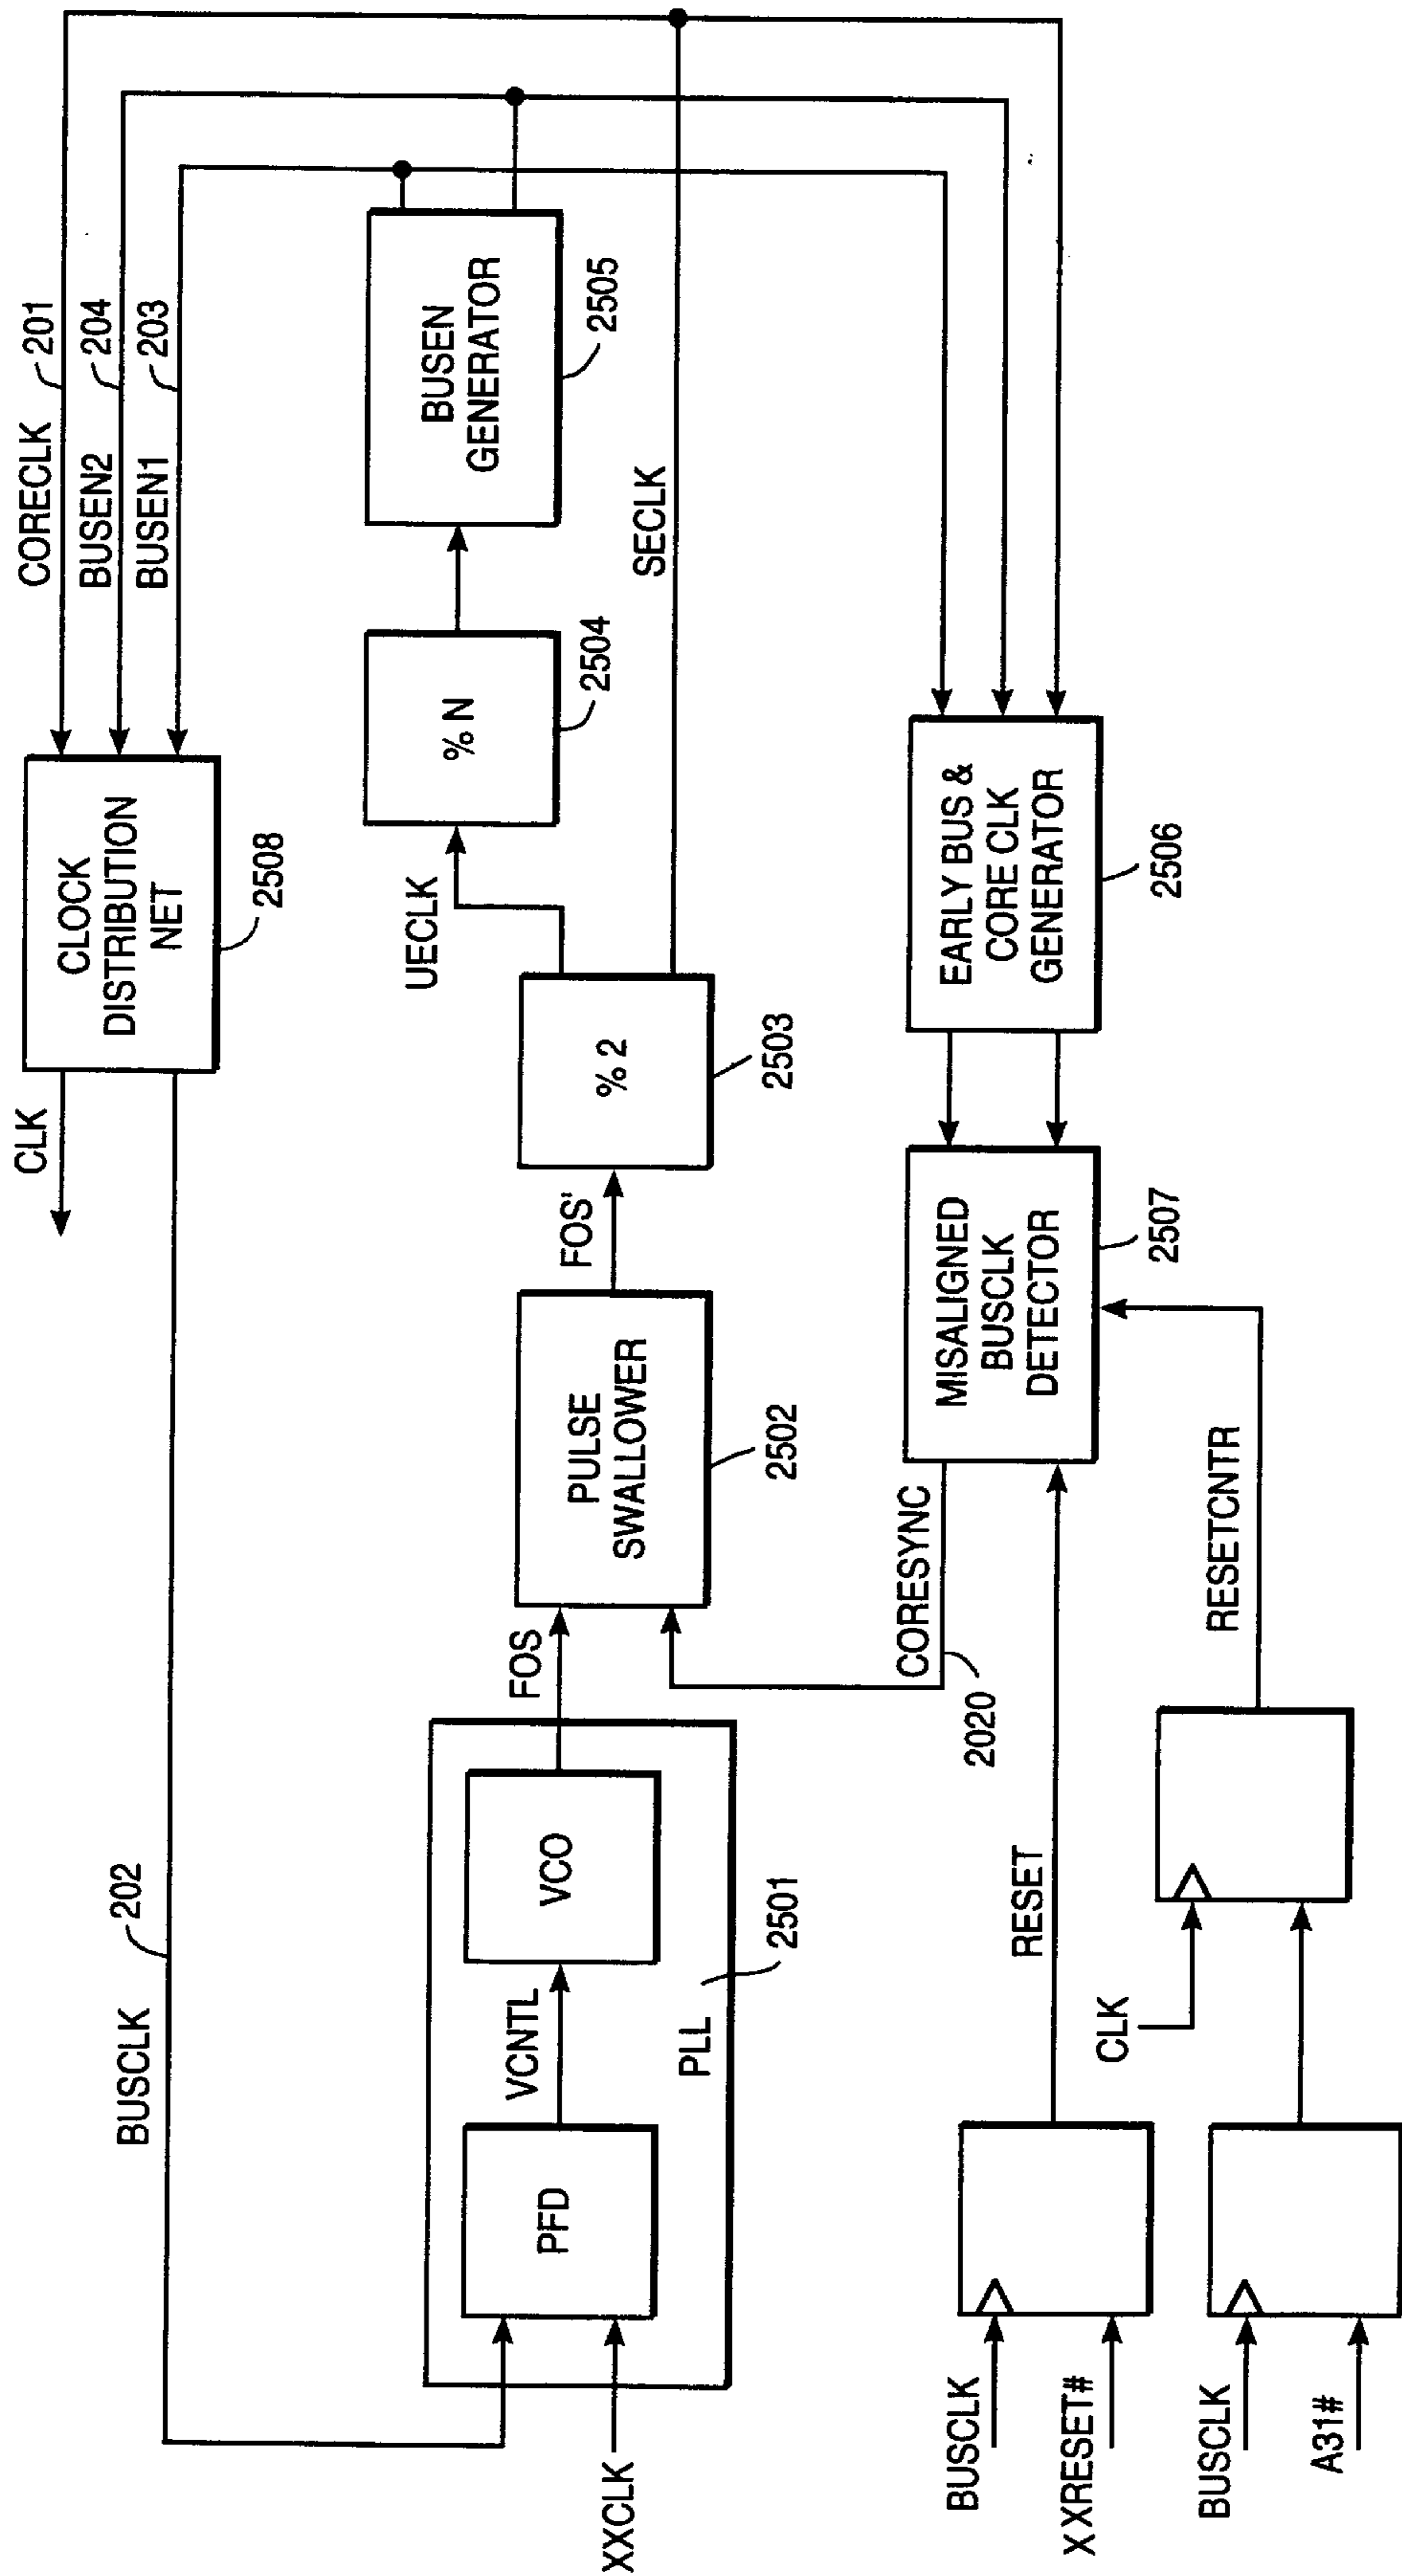 BUSCLK
202
CLK
CLOCK
DISTRIBUTION
NET
2508
CORECLK
201
BUSEN2
204
BUSEN1
203
XXCLK
PFD
VCNTL
VCO
PLL
2501
FOS
PULSE
SWALLOWER
2502
FOS'
% 2
2503
UECLK
% N
2504
BUSEN
GENERATOR
2505
SECLK
CORESYNC
2020
MISALIGNED
BUSCLK
DETECTOR
2507
EARLY BUS &
CORE CLK
GENERATOR
2506
BUSCLK
XXRESET#
RESET
BUSCLK
A31#
CLK
RESETCNTR